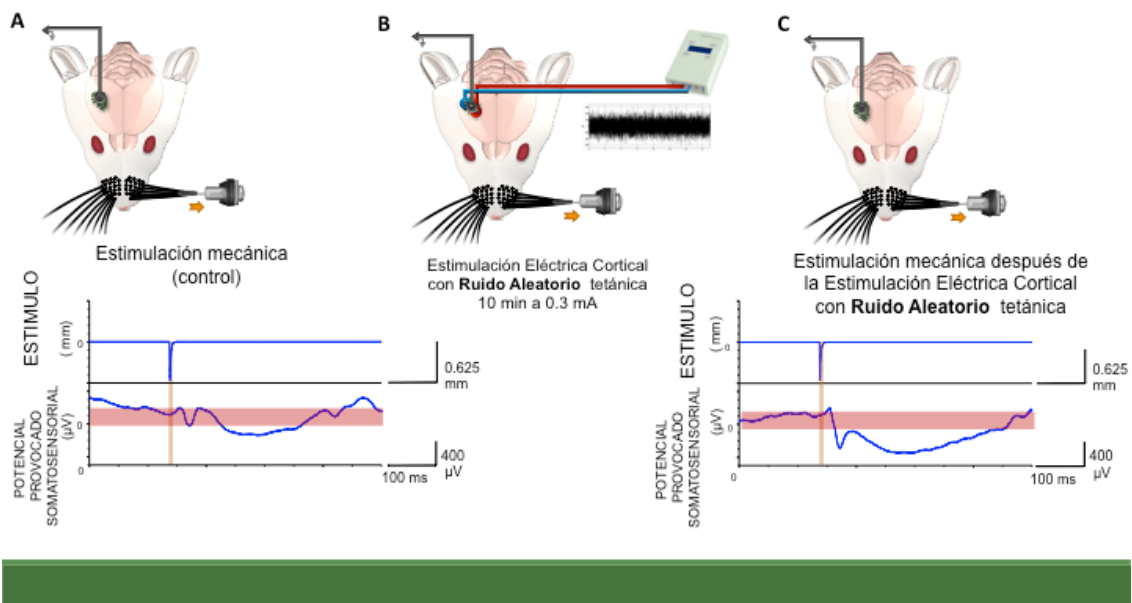 A
B
C
Estimulación mecánica
(control)
Estimulación Eléctrica Cortical
con Ruido Aleatorio tetánica
10 min a 0.3 mA
Estimulación mecánica después de
la Estimulación Eléctrica Cortical
con Ruido Aleatorio tetánica
ESTIMULO
( mm)
0
0.625
mm
POTENCIAL
PROVOCADO
SOMATOSENSORIAL
(µV)
0
0
400
µV
100 ms
ESTIMULO
( mm)
0
0.625
mm
POTENCIAL
PROVOCADO
SOMATOSENSORIAL
(µV)
0
0
400
µV
100 ms